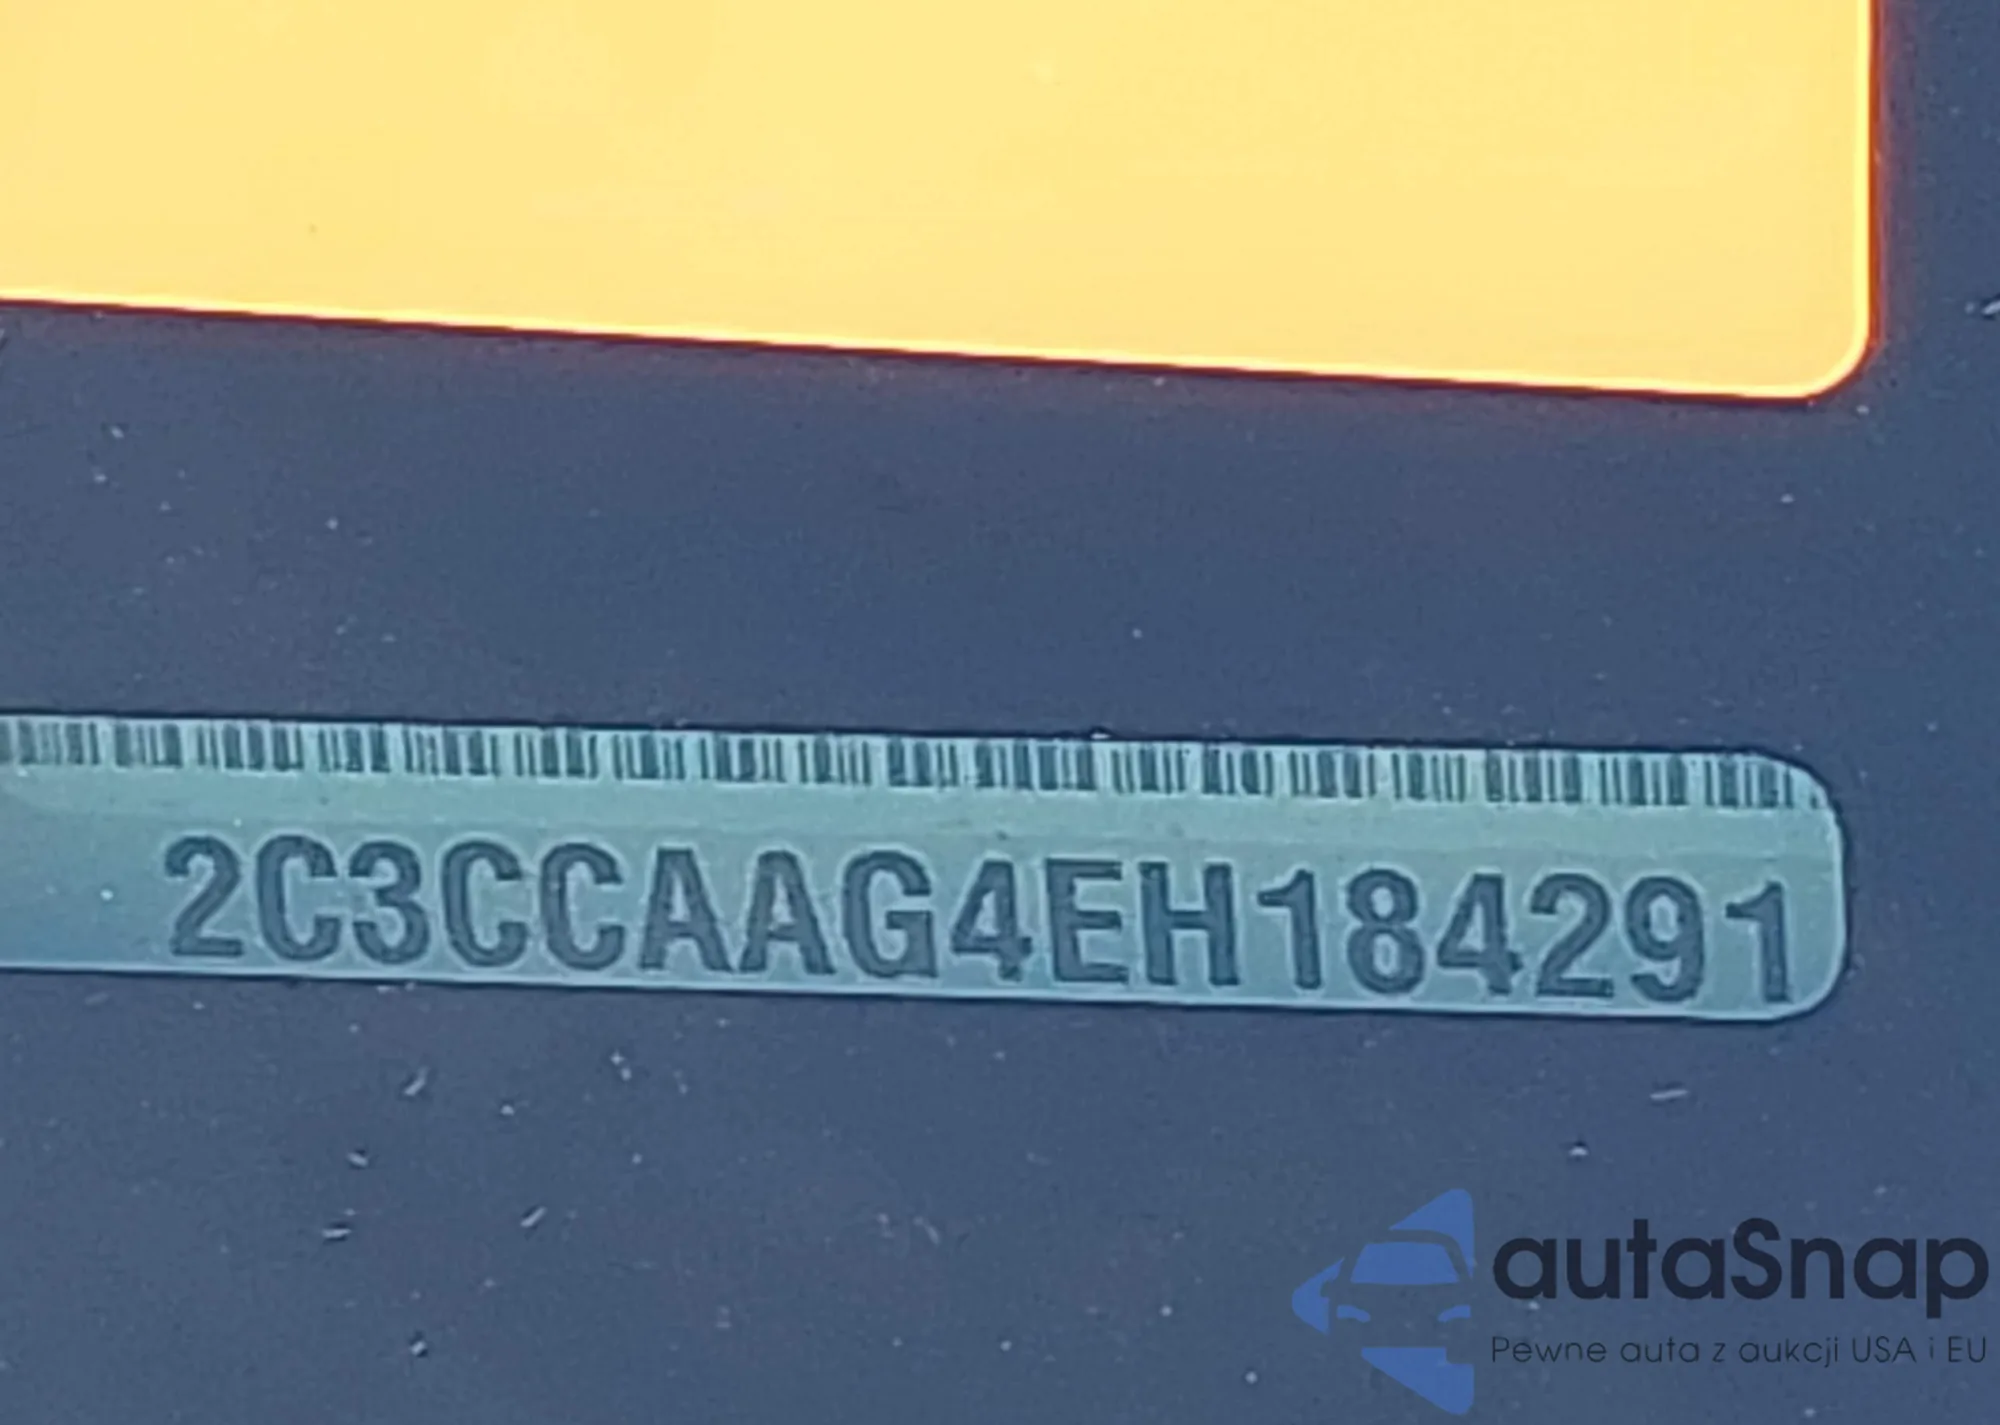 2C3CCAAG4EH184291
autaSnap
Pewne auta z aukcji USA i EU